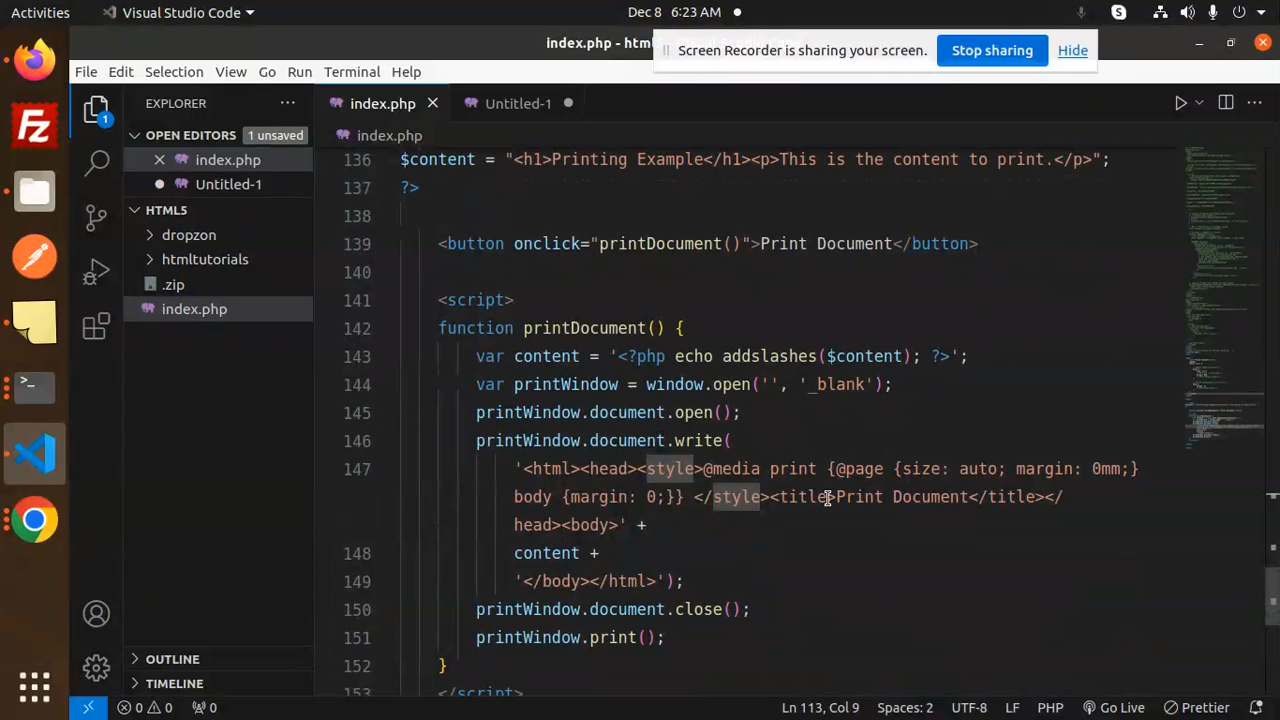 Activities
Visual Studio Code
Dec 8 6:23 AM
index.php - html
Screen Recorder is sharing your screen.
Stop sharing
Hide
File Edit Selection View Go Run Terminal Help
EXPLORER
index.php
Untitled-1
OPEN EDITORS
1 unsaved
index.php
index.php
Untitled-1
HTML5
dropzon
htmltutorials
.zip
index.php
OUTLINE
TIMELINE
1
Fz
136 $content = "<h1>Printing Example</h1><p>This is the content to print.</p>";
137 ?>
138
139 <button onclick="printDocument()">Print Document</button>
140
141 <script>
142 function printDocument() {
143 var content = '<?php echo addslashes($content); ?>';
144 var printWindow = window.open('', '_blank');
145 printWindow.document.open();
146 printWindow.document.write(
147 '<html><head><style>@media print {@page {size: auto; margin: 0mm;}
body {margin: 0;}} </style><title>Print Document</title></
head><body>' +
148 content +
149 '</body></html>');
150 printWindow.document.close();
151 printWindow.print();
152 }
153 </script>
0 0 0
Ln 113, Col 9 Spaces: 2 UTF-8 LF PHP Go Live Prettier